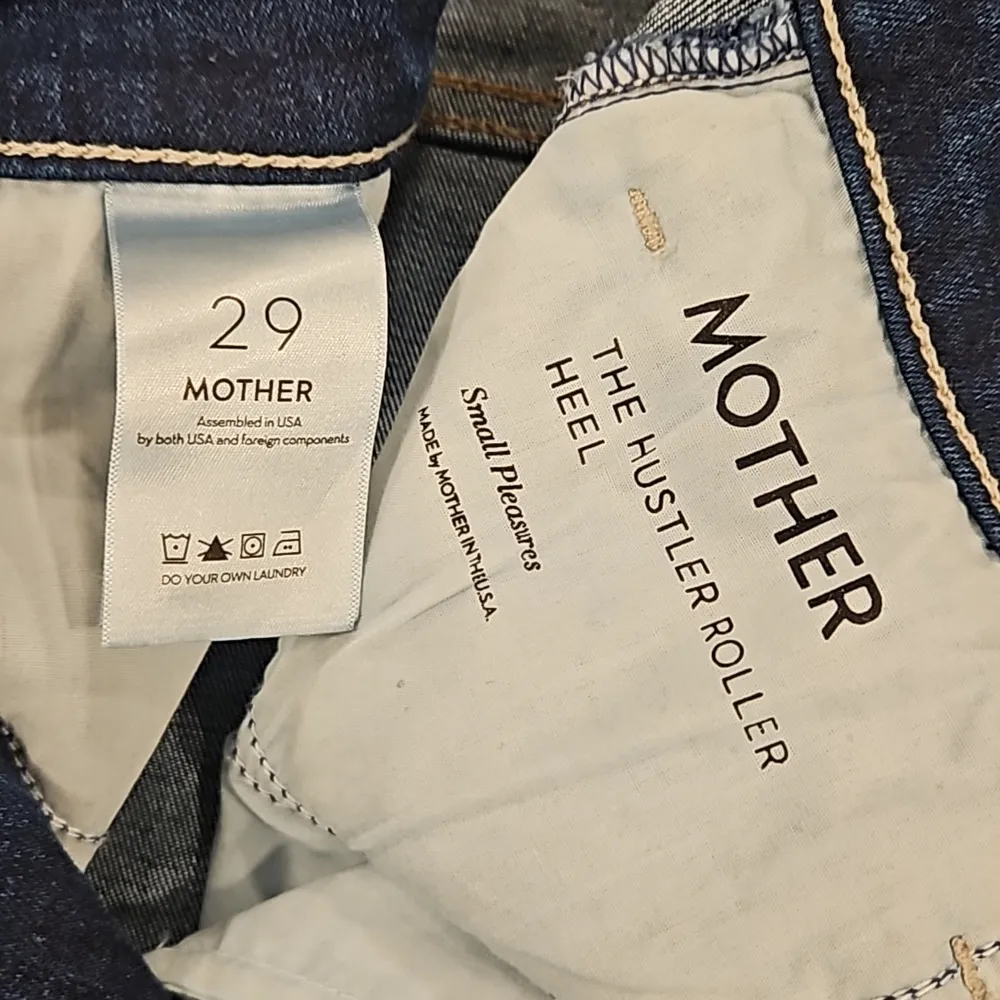 29
MOTHER
Assembled in USA
by both USA and foreign components
DO YOUR OWN LAUNDRY
MOTHER
THE HUSTLER ROLLER
HEEL
Small Pleasures
MADE by MOTHER IN TH U.S.A.